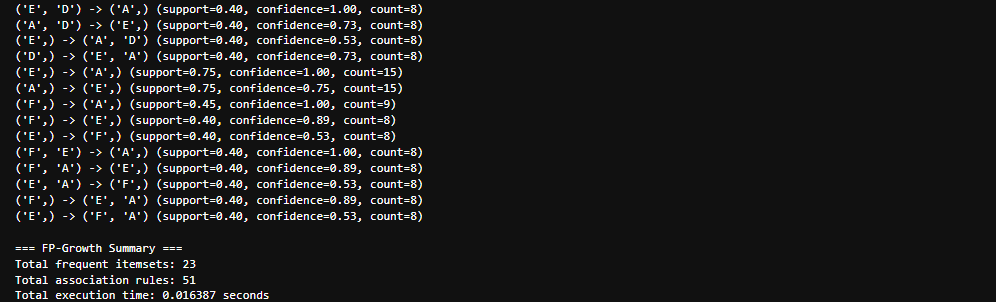 ('E', 'D') -> ('A',) (support=0.40, confidence=1.00, count=8)
('A', 'D') -> ('E',) (support=0.40, confidence=0.73, count=8)
('E',) -> ('A', 'D') (support=0.40, confidence=0.53, count=8)
('D',) -> ('E', 'A') (support=0.40, confidence=0.73, count=8)
('E',) -> ('A',) (support=0.75, confidence=1.00, count=15)
('A',) -> ('E',) (support=0.75, confidence=0.75, count=15)
('F',) -> ('A',) (support=0.45, confidence=1.00, count=9)
('F',) -> ('E',) (support=0.40, confidence=0.89, count=8)
('E',) -> ('F',) (support=0.40, confidence=0.53, count=8)
('F', 'E') -> ('A',) (support=0.40, confidence=1.00, count=8)
('F', 'A') -> ('E',) (support=0.40, confidence=0.89, count=8)
('E', 'A') -> ('F',) (support=0.40, confidence=0.53, count=8)
('F',) -> ('E', 'A') (support=0.40, confidence=0.89, count=8)
('E',) -> ('F', 'A') (support=0.40, confidence=0.53, count=8)
=== FP-Growth Summary ===
Total frequent itemsets: 23
Total association rules: 51
Total execution time: 0.016387 seconds